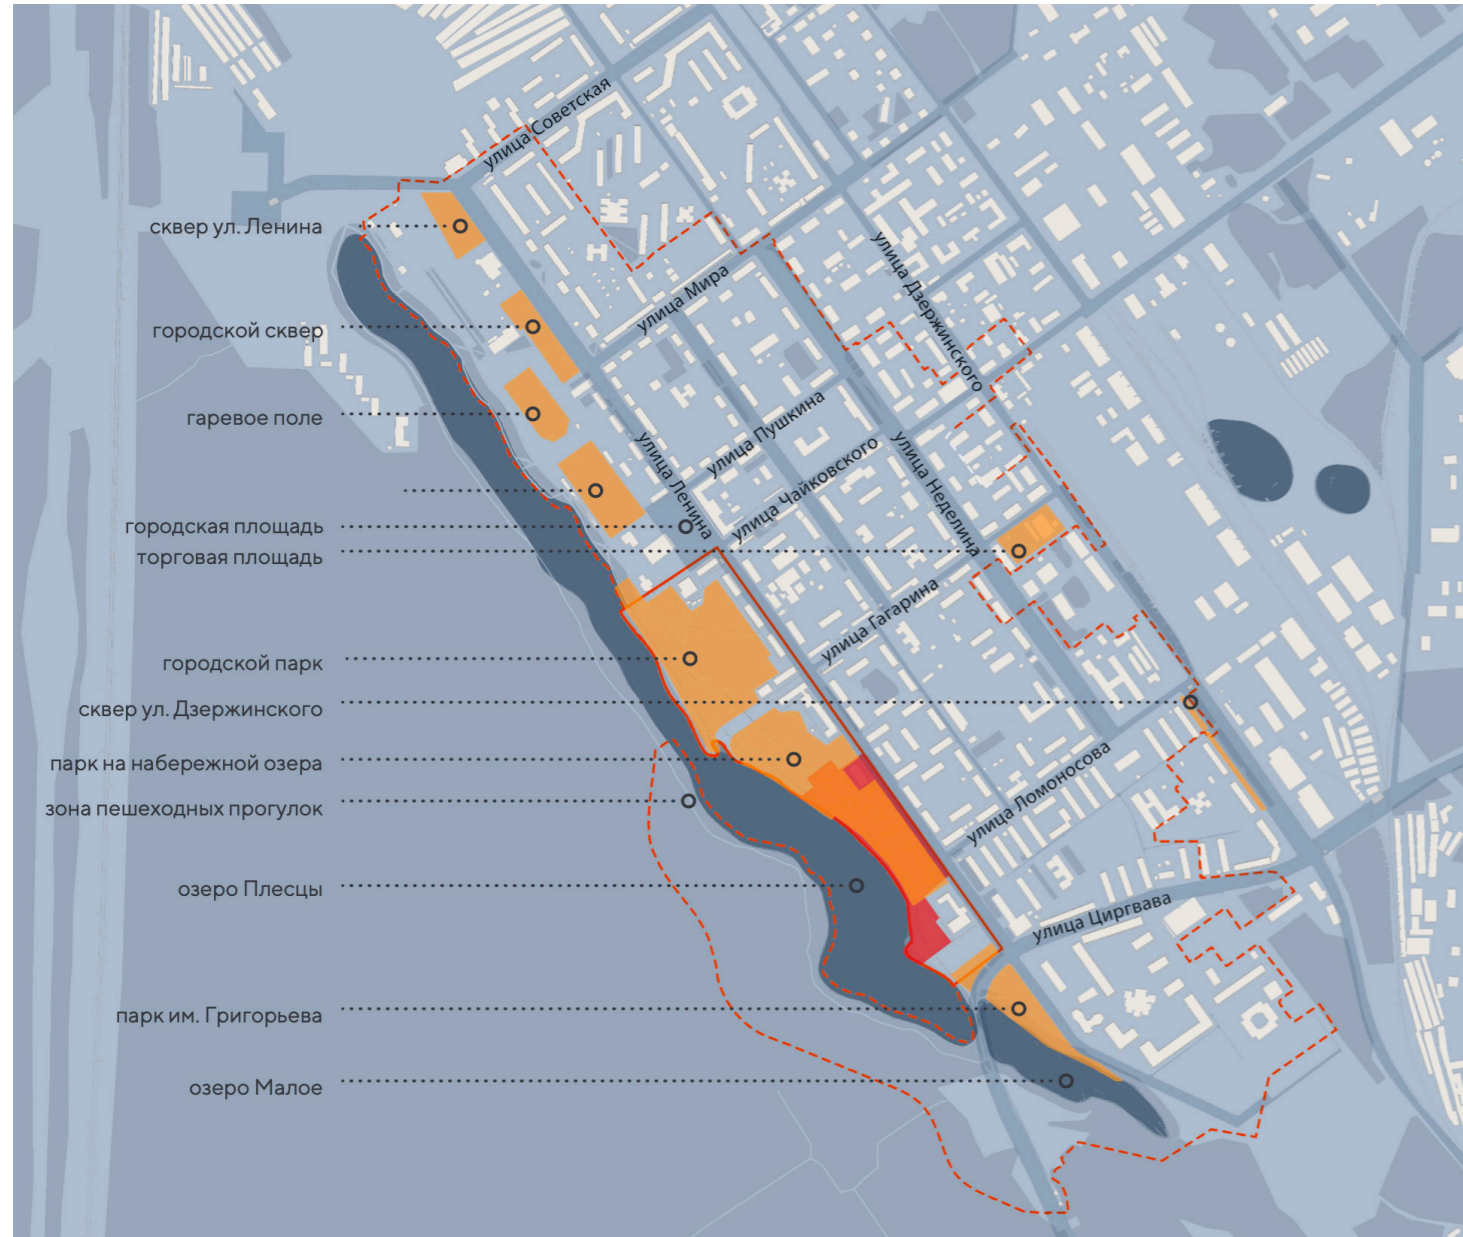 улица Советская
сквер ул. Ленина
улица Дзержинского
улица Мира
городской сквер
гаревое поле
улица Пушкина
улица Ленина
улица Чайковского
улица Неделина
городская площадь
торговая площадь
улица Гагарина
городской парк
сквер ул. Дзержинского
парк на набережной озера
улица Ломоносова
зона пешеходных прогулок
озеро Плесцы
улица Циргвава
парк им. Григорьева
озеро Малое